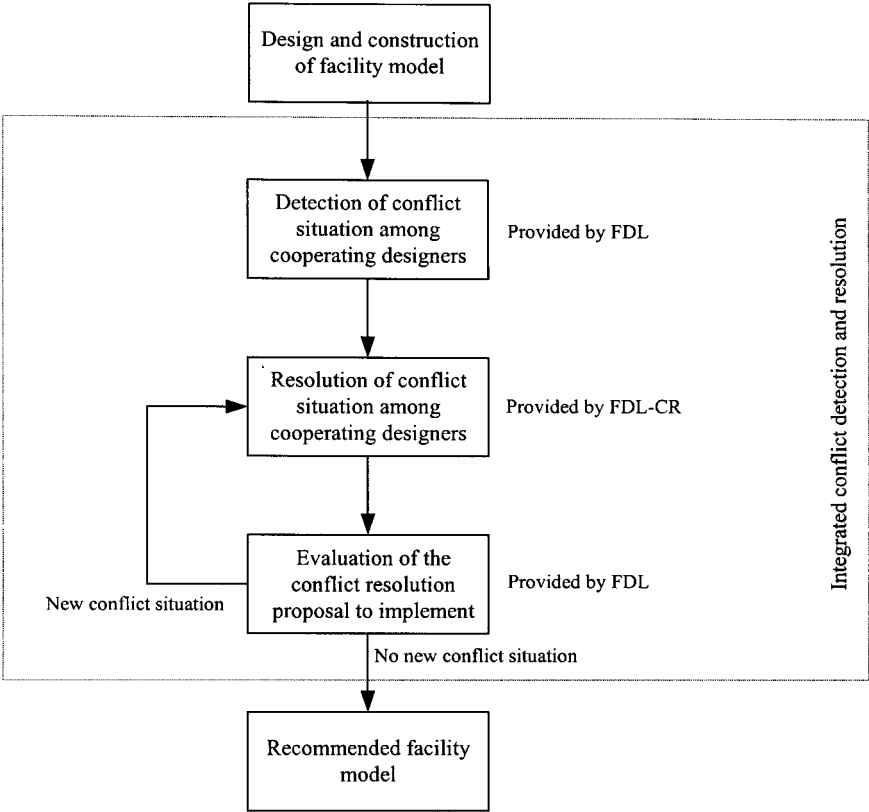 Design and construction
of facility model
Detection of conflict
situation among
cooperating designers
Provided by FDL
Integrated conflict detection and resolution
Resolution of conflict
situation among
cooperating designers
Provided by FDL-CR
Evaluation of the
conflict resolution
proposal to implement
Provided by FDL
New conflict situation
No new conflict situation
Recommended facility
model